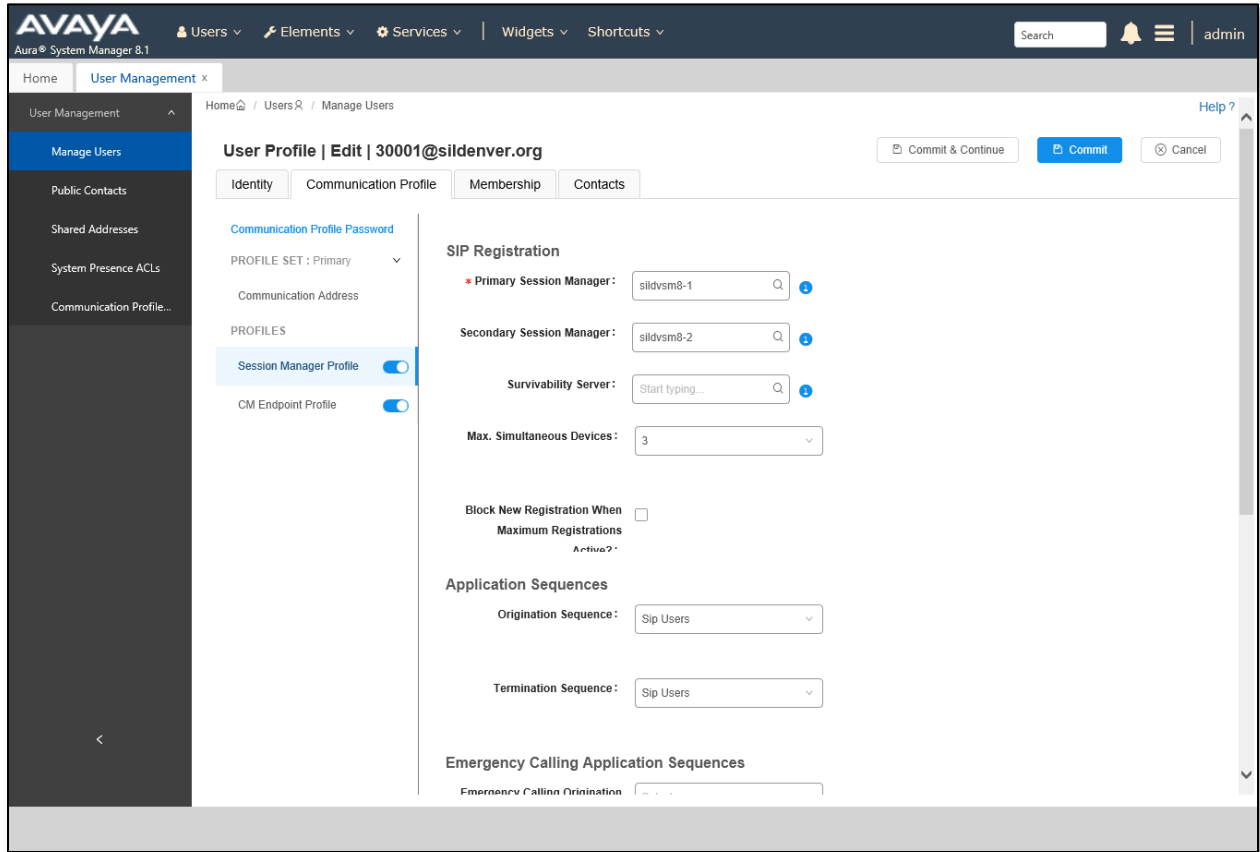 AVAYA
Aura® System Manager 8.1
Users
Elements
Services
Widgets
Shortcuts
Search
admin
Home
User Management x
User Management
Manage Users
Public Contacts
Shared Addresses
System Presence ACLs
Communication Profile...
Home / Users / Manage Users
Help ?
User Profile | Edit | 30001@sildenver.org
Commit & Continue
Commit
Cancel
Identity
Communication Profile
Membership
Contacts
Communication Profile Password
PROFILE SET : Primary
Communication Address
PROFILES
Session Manager Profile
CM Endpoint Profile
SIP Registration
* Primary Session Manager: sildvsm8-1
Secondary Session Manager: sildvsm8-2
Survivability Server: Start typing...
Max. Simultaneous Devices: 3
Block New Registration When
Maximum Registrations
Active?:
Application Sequences
Origination Sequence: Sip Users
Termination Sequence: Sip Users
Emergency Calling Application Sequences
Emergency Calling Origination